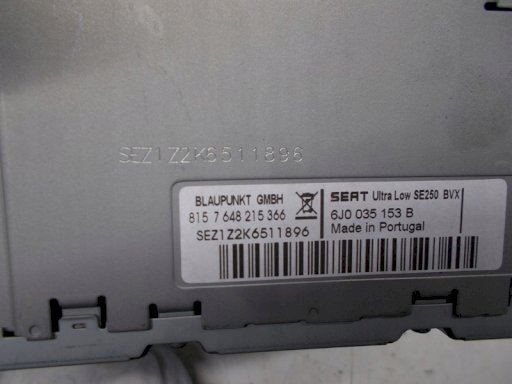 SEZ1Z2K6511896
BLAUPUNKT GMBH
815 7 648 215 366
SEZ1Z2K6511896
SEAT Ultra Low SE250 BVX
6J0 035 153 B
Made in Portugal